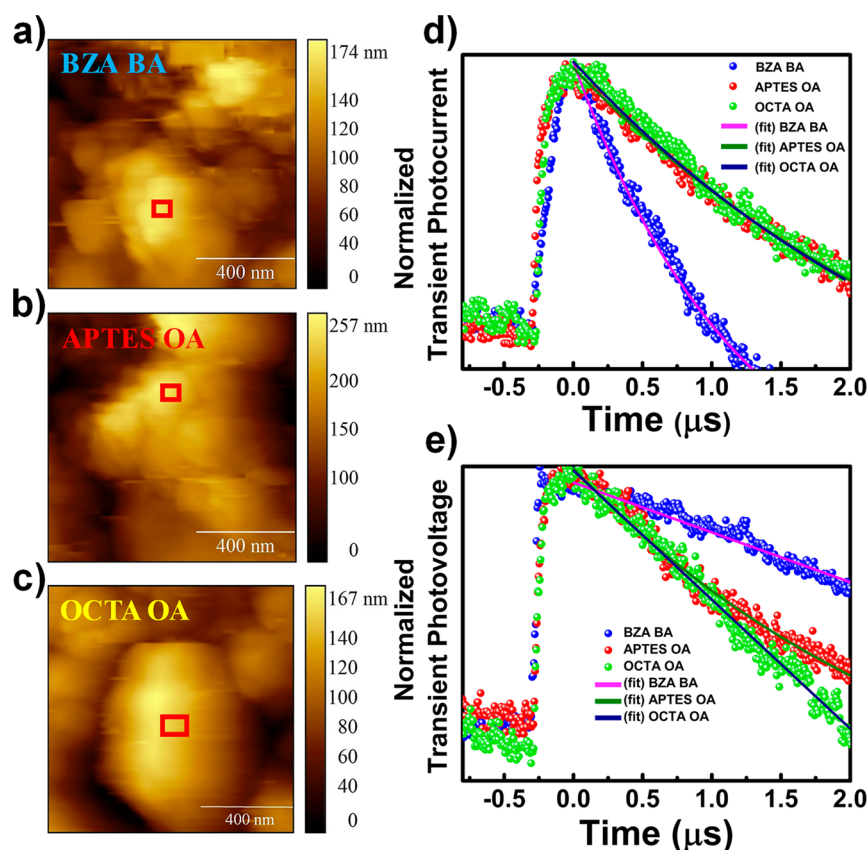 a)
BZA BA
400 nm
174 nm
140
100
80
60
40
0
b)
APTES OA
400 nm
257 nm
200
150
100
0
c)
OCTA OA
400 nm
167 nm
140
120
100
80
60
40
0
d)
Normalized
Transient Photocurrent
BZA BA
APTES OA
OCTA OA
(fit) BZA BA
(fit) APTES OA
(fit) OCTA OA
-0.5 0.0 0.5 1.0 1.5 2.0
Time (μs)
e)
Normalized
Transient Photovoltage
BZA BA
APTES OA
OCTA OA
(fit) BZA BA
(fit) APTES OA
(fit) OCTA OA
-0.5 0.0 0.5 1.0 1.5 2.0
Time (μs)